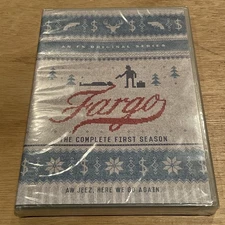 AN FX ORIGINAL SERIES
Fargo
THE COMPLETE FIRST SEASON
AW JEEZ, HERE WE GO AGAIN